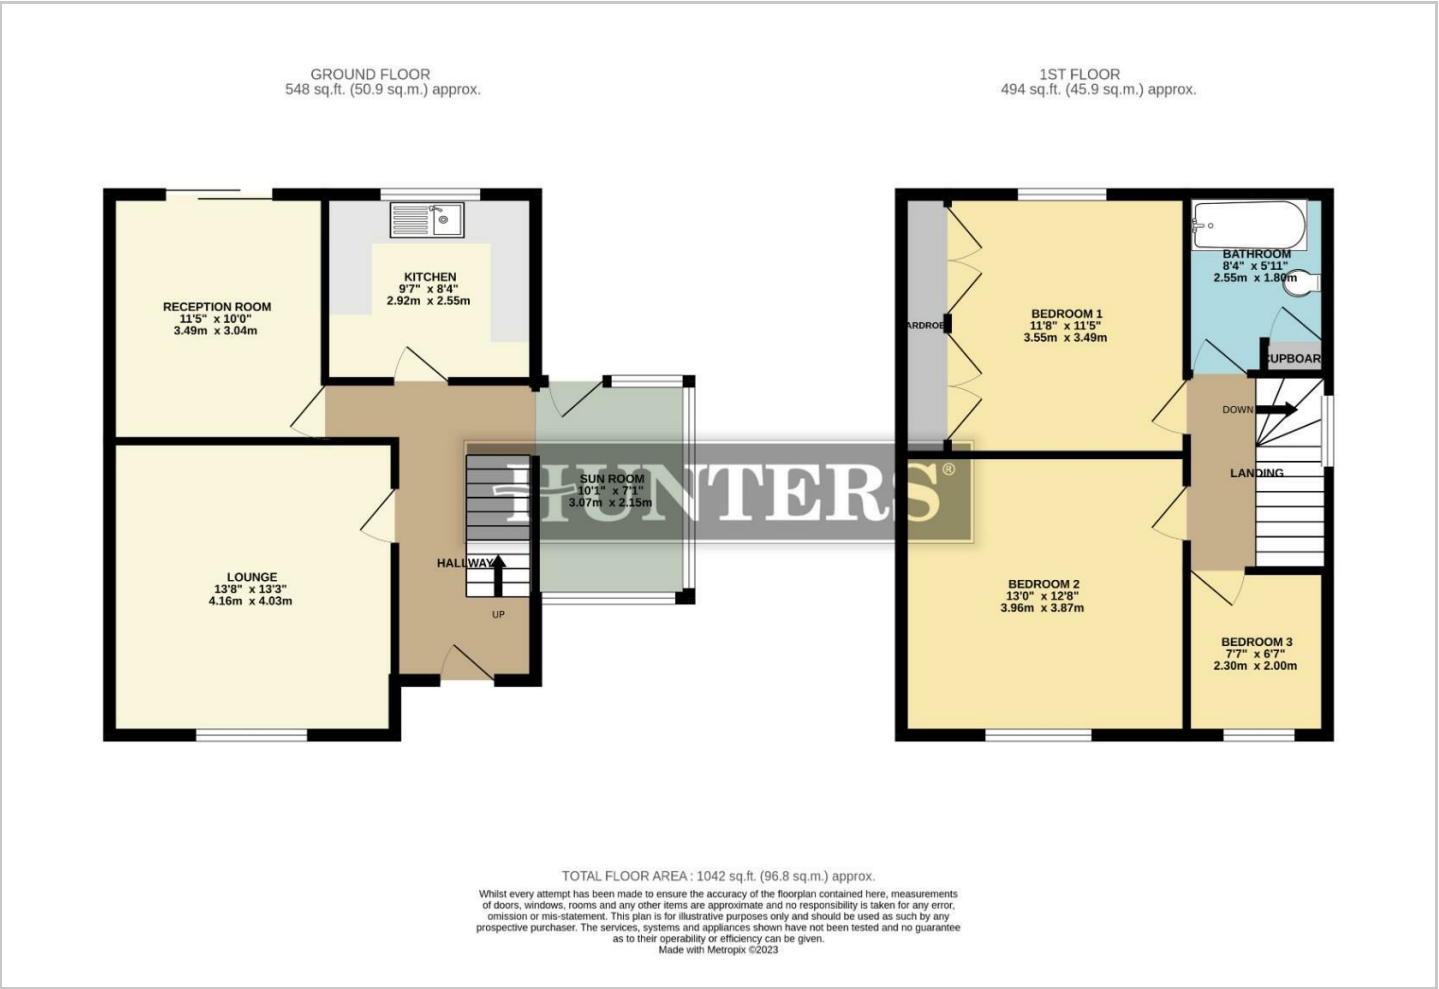 GROUND FLOOR
548 sq.ft. (50.9 sq.m.) approx.
1ST FLOOR
494 sq.ft. (45.9 sq.m.) approx.
RECEPTION ROOM
11'5" x 10'0"
3.49m x 3.04m
KITCHEN
9'7" x 8'4"
2.92m x 2.55m
SUN ROOM
10'1" x 7'1"
3.07m x 2.15m
HALLWAY
UP
LOUNGE
13'8" x 13'3"
4.16m x 4.03m
HUNTERS®
ARDROB
BEDROOM 1
11'8" x 11'5"
3.55m x 3.49m
BATHROOM
8'4" x 5'11"
2.55m x 1.80m
CUPBOAR
DOWN
LANDING
BEDROOM 2
13'0" x 12'8"
3.96m x 3.87m
BEDROOM 3
7'7" x 6'7"
2.30m x 2.00m
TOTAL FLOOR AREA : 1042 sq.ft. (96.8 sq.m.) approx.
Whilst every attempt has been made to ensure the accuracy of the floorplan contained here, measurements
of doors, windows, rooms and any other items are approximate and no responsibility is taken for any error,
omission or mis-statement. This plan is for illustrative purposes only and should be used as such by any
prospective purchaser. The services, systems and appliances shown have not been tested and no guarantee
as to their operability or efficiency can be given.
Made with Metropix ©2023